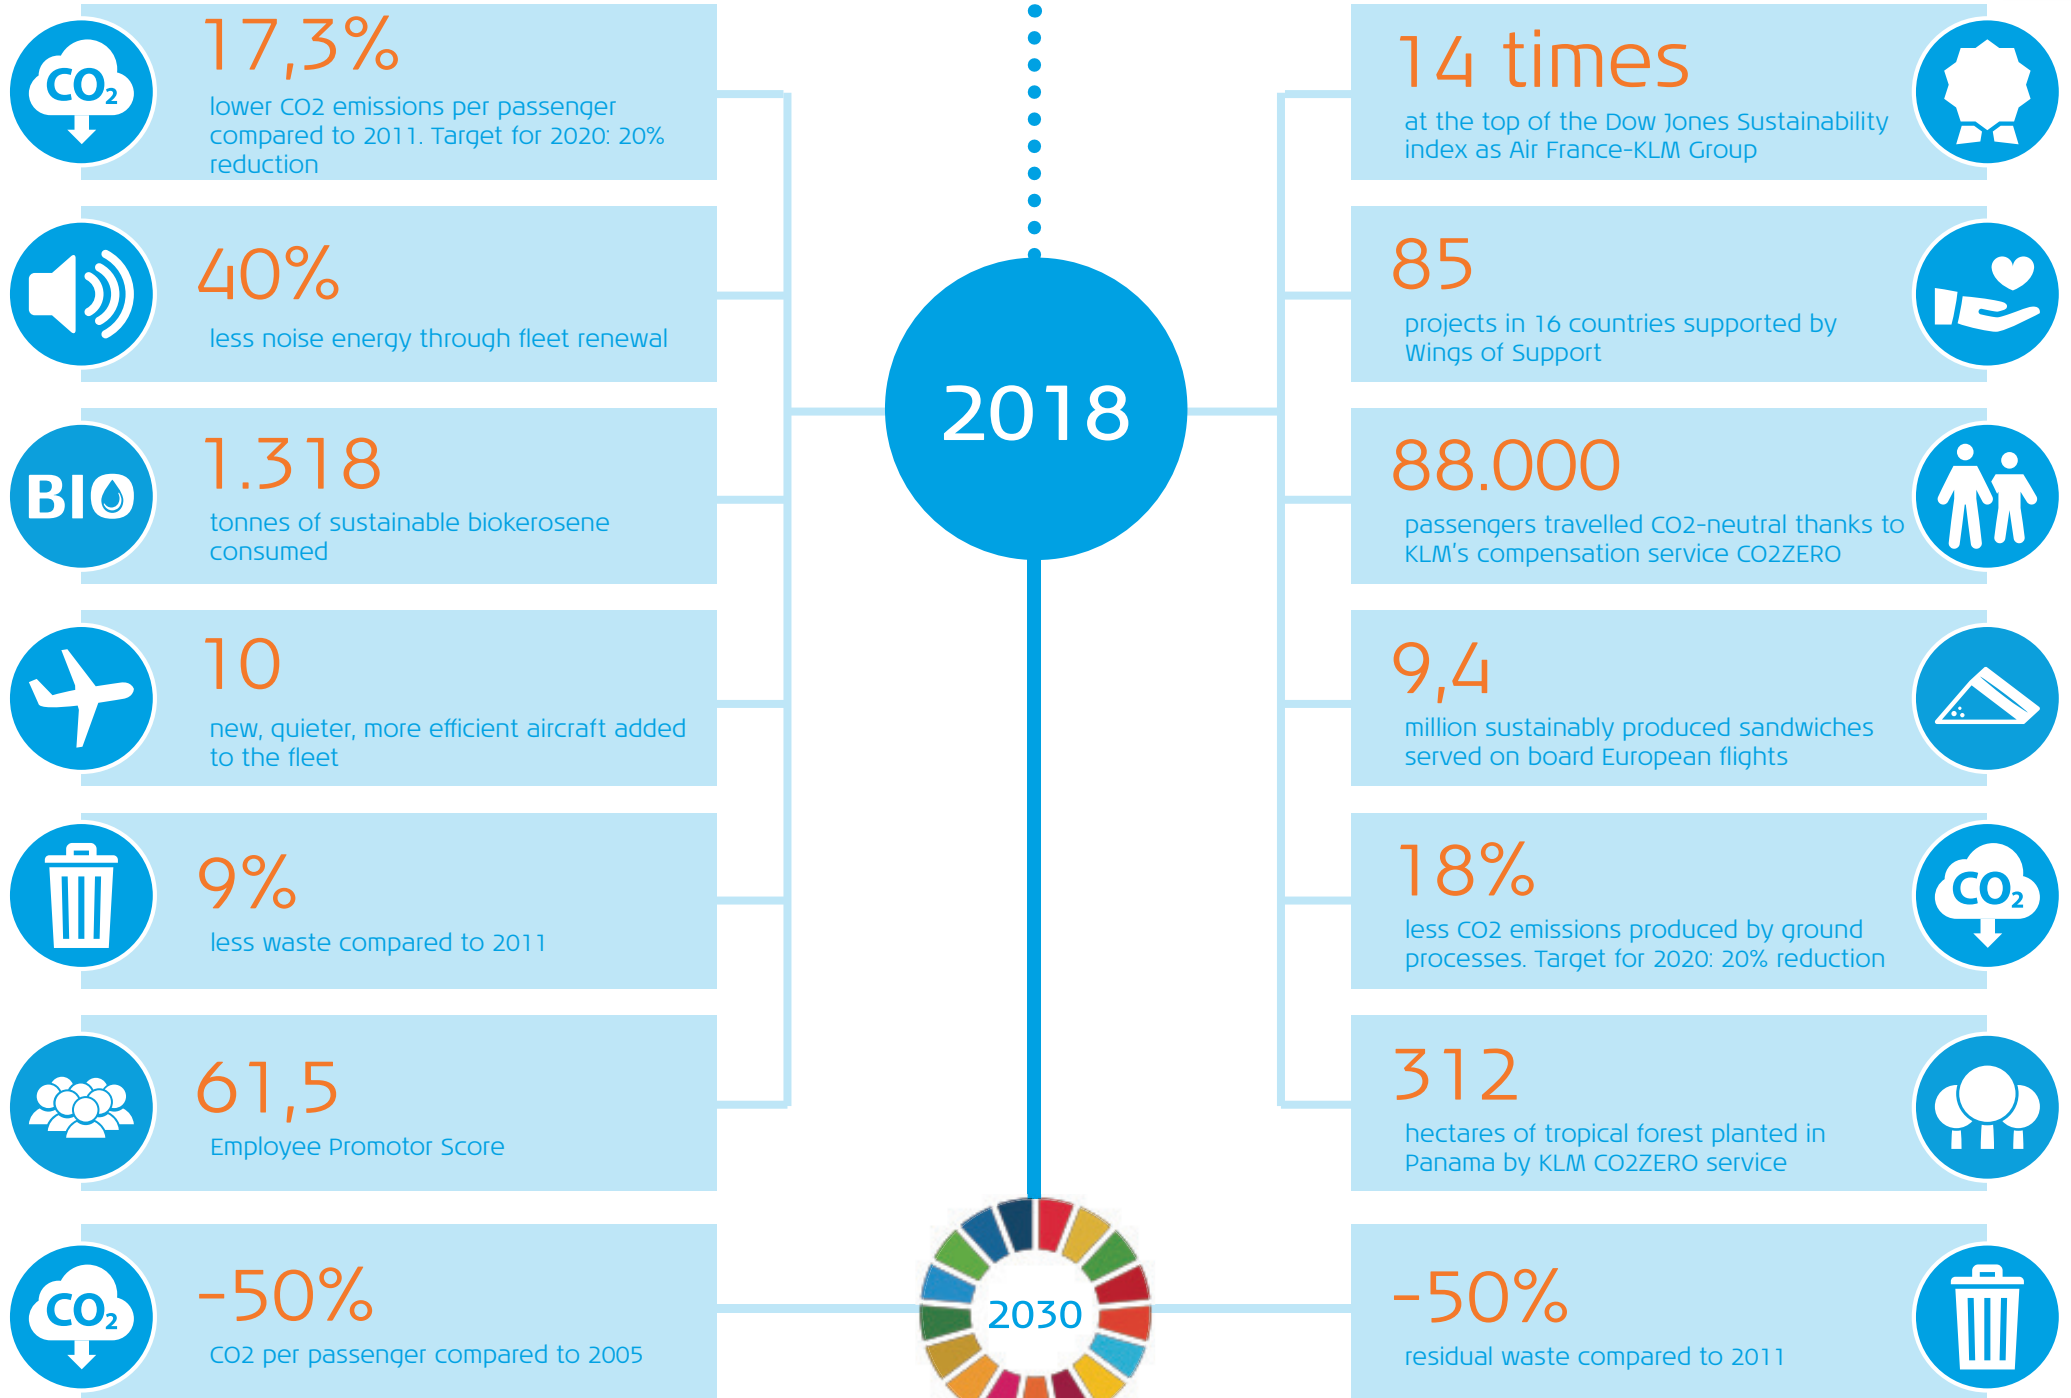 CO2
17,3%
lower CO2 emissions per passenger
compared to 2011. Target for 2020: 20%
reduction
40%
less noise energy through fleet renewal
BIO
1.318
tonnes of sustainable biokerosene
consumed
10
new, quieter, more efficient aircraft added
to the fleet
9%
less waste compared to 2011
61,5
Employee Promotor Score
2018
14 times
at the top of the Dow Jones Sustainability
index as Air France-KLM Group
85
projects in 16 countries supported by
Wings of Support
88.000
passengers travelled CO2-neutral thanks to
KLM's compensation service CO2ZERO
9,4
million sustainably produced sandwiches
served on board European flights
18%
less CO2 emissions produced by ground
processes. Target for 2020: 20% reduction
CO2
312
hectares of tropical forest planted in
Panama by KLM CO2ZERO service
CO2
-50%
CO2 per passenger compared to 2005
2030
-50%
residual waste compared to 2011